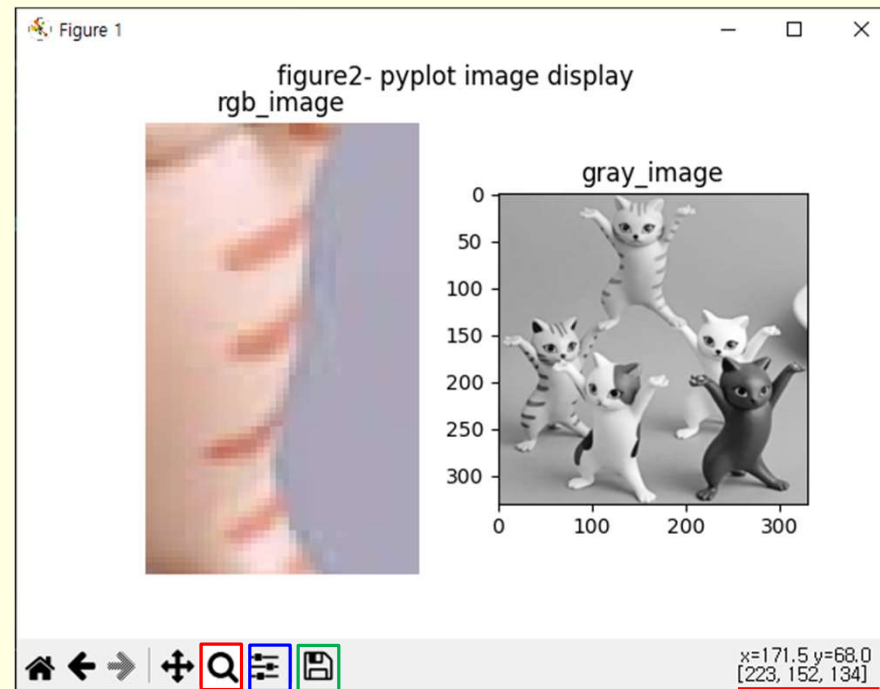 Figure 1
figure2- pyplot image display
rgb_image
gray_image
0
50
100
150
200
250
300
0 100 200 300
x=171.5 y=68.0
[223, 152, 134]